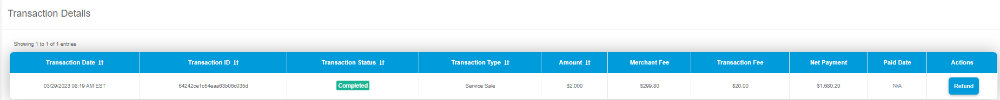 Transaction Details
Showing 1 to 1 of 1 entries
Transaction Date Transaction ID Transaction Status Transaction Type Amount Merchant Fee Transaction Fee Net Payment Paid Date Actions
03/29/2023 08:19 AM EST 64242ce1c54eaa63b06c035d Completed Service Sale $2,000 $299.80 $20.00 $1,680.20 N/A Refund